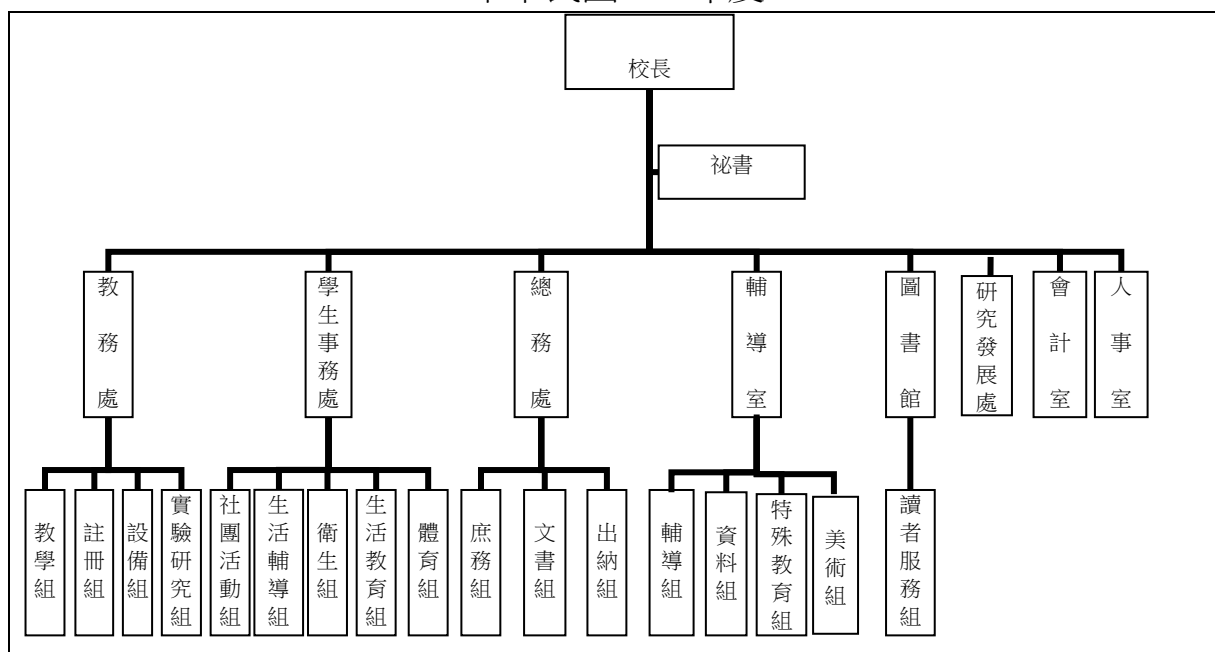 校長
祕書
教務處
學生事務處
總務處
輔導室
圖書館
研究發展處
會計室
人事室
教學組
註冊組
設備組
實驗研究組
社團活動組
生活輔導組
衛生組
生活教育組
體育組
庶務組
文書組
出納組
輔導組
資料組
特殊教育組
美術組
讀者服務組